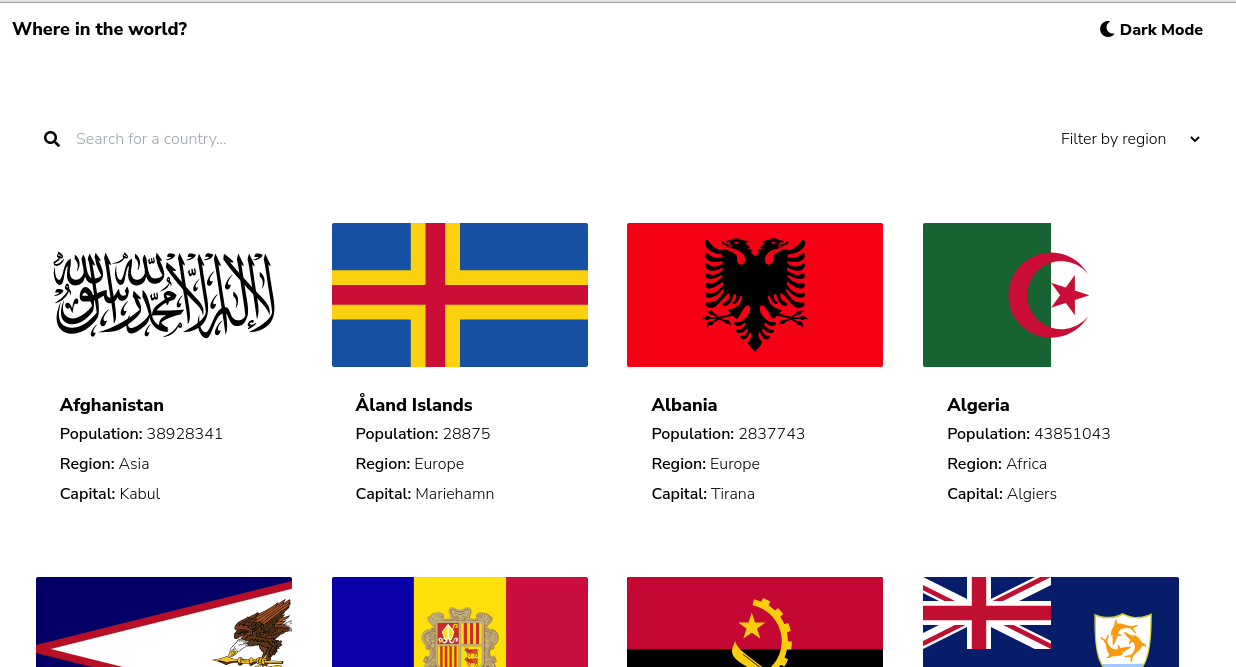 Where in the world?
Dark Mode
Search for a country...
Filter by region
لا إله إلا الله محمد رسول الله
Afghanistan
Population: 38928341
Region: Asia
Capital: Kabul
Åland Islands
Population: 28875
Region: Europe
Capital: Mariehamn
Albania
Population: 2837743
Region: Europe
Capital: Tirana
Algeria
Population: 43851043
Region: Africa
Capital: Algiers